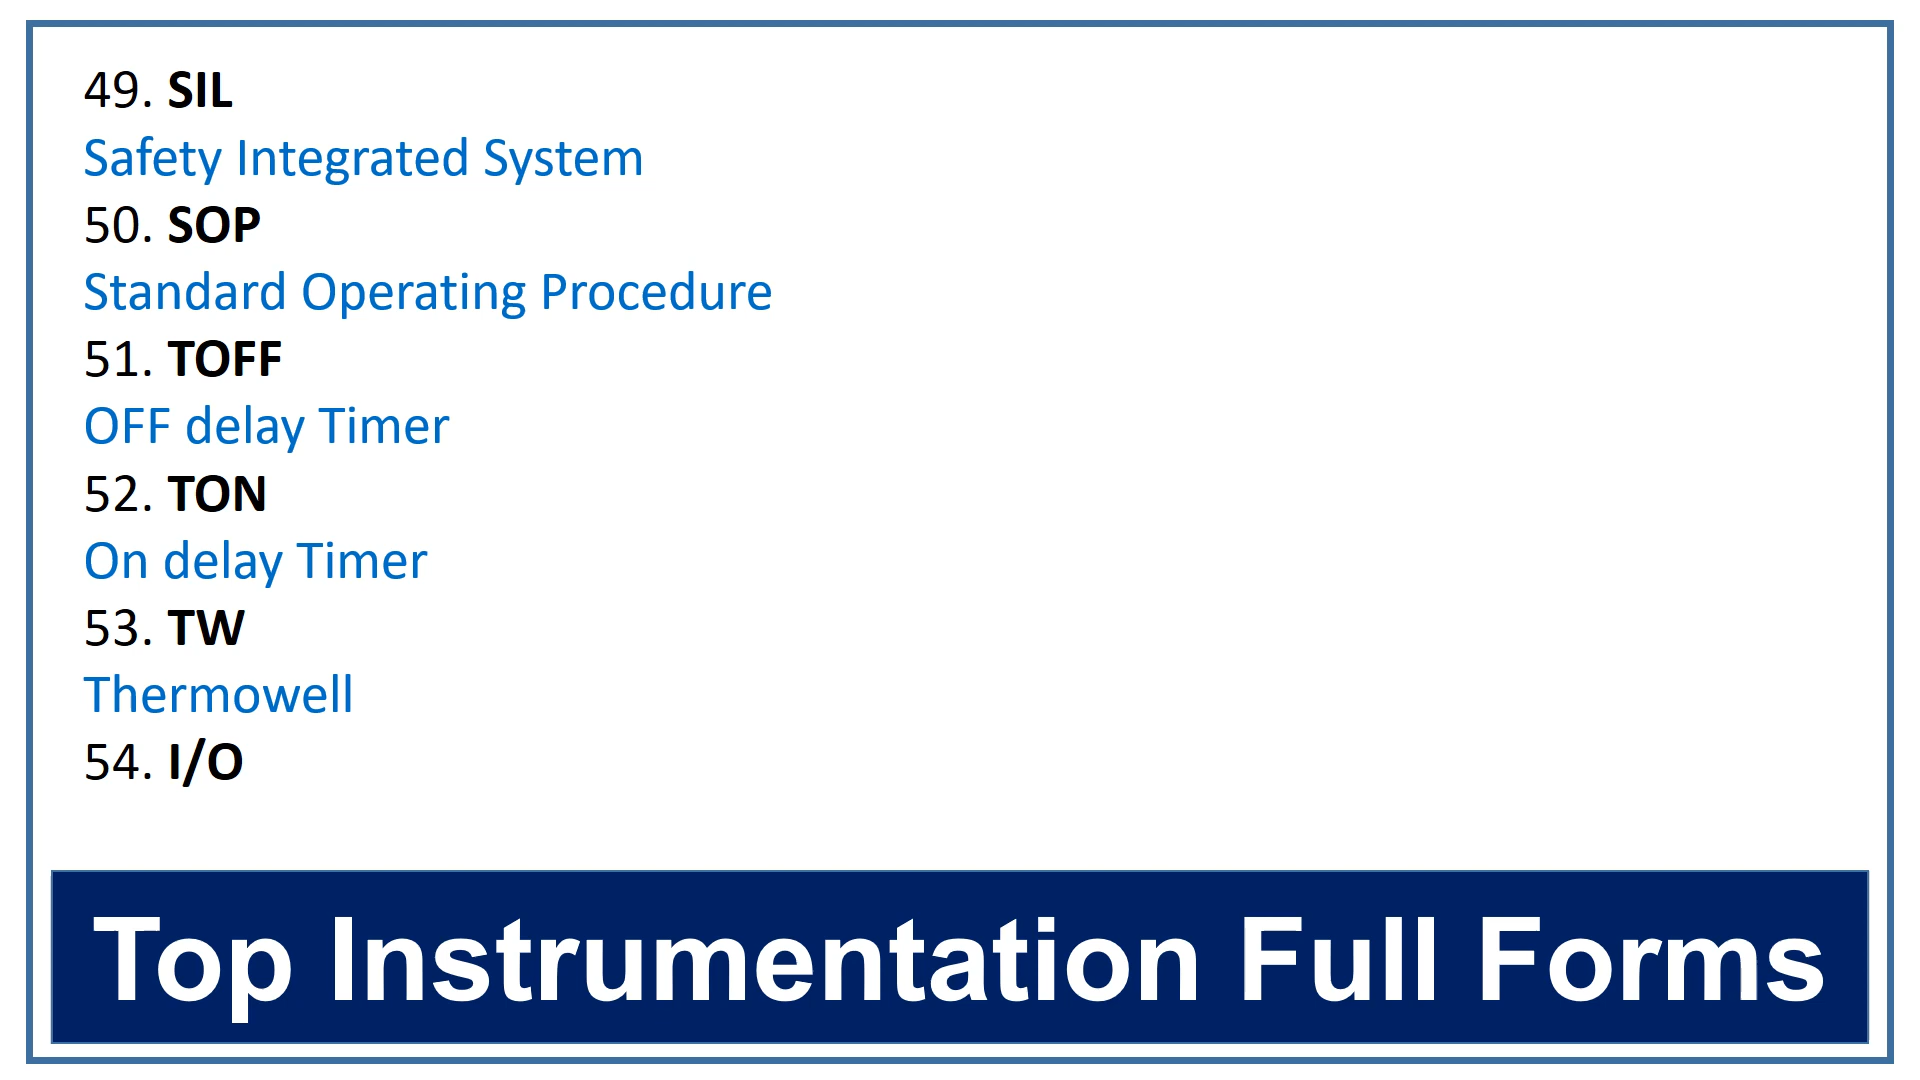 49. SIL
Safety Integrated System
50. SOP
Standard Operating Procedure
51. TOFF
OFF delay Timer
52. TON
On delay Timer
53. TW
Thermowell
54. I/O
Top Instrumentation Full Forms